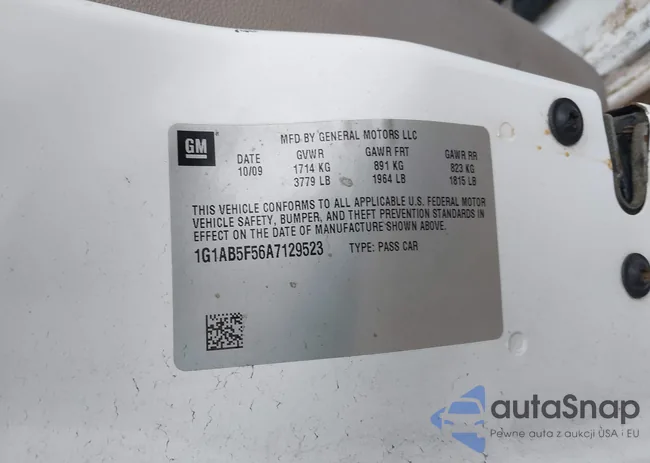 GM
MFD BY GENERAL MOTORS LLC
DATE GVWR GAWR FRT GAWR RR
10/09 1714 KG 891 KG 823 KG
3779 LB 1964 LB 1815 LB
THIS VEHICLE CONFORMS TO ALL APPLICABLE U.S. FEDERAL MOTOR
VEHICLE SAFETY, BUMPER, AND THEFT PREVENTION STANDARDS IN
EFFECT ON THE DATE OF MANUFACTURE SHOWN ABOVE.
1G1AB5F56A7129523 TYPE: PASS CAR
autaSnap
Pewne auta z aukcji USA i EU